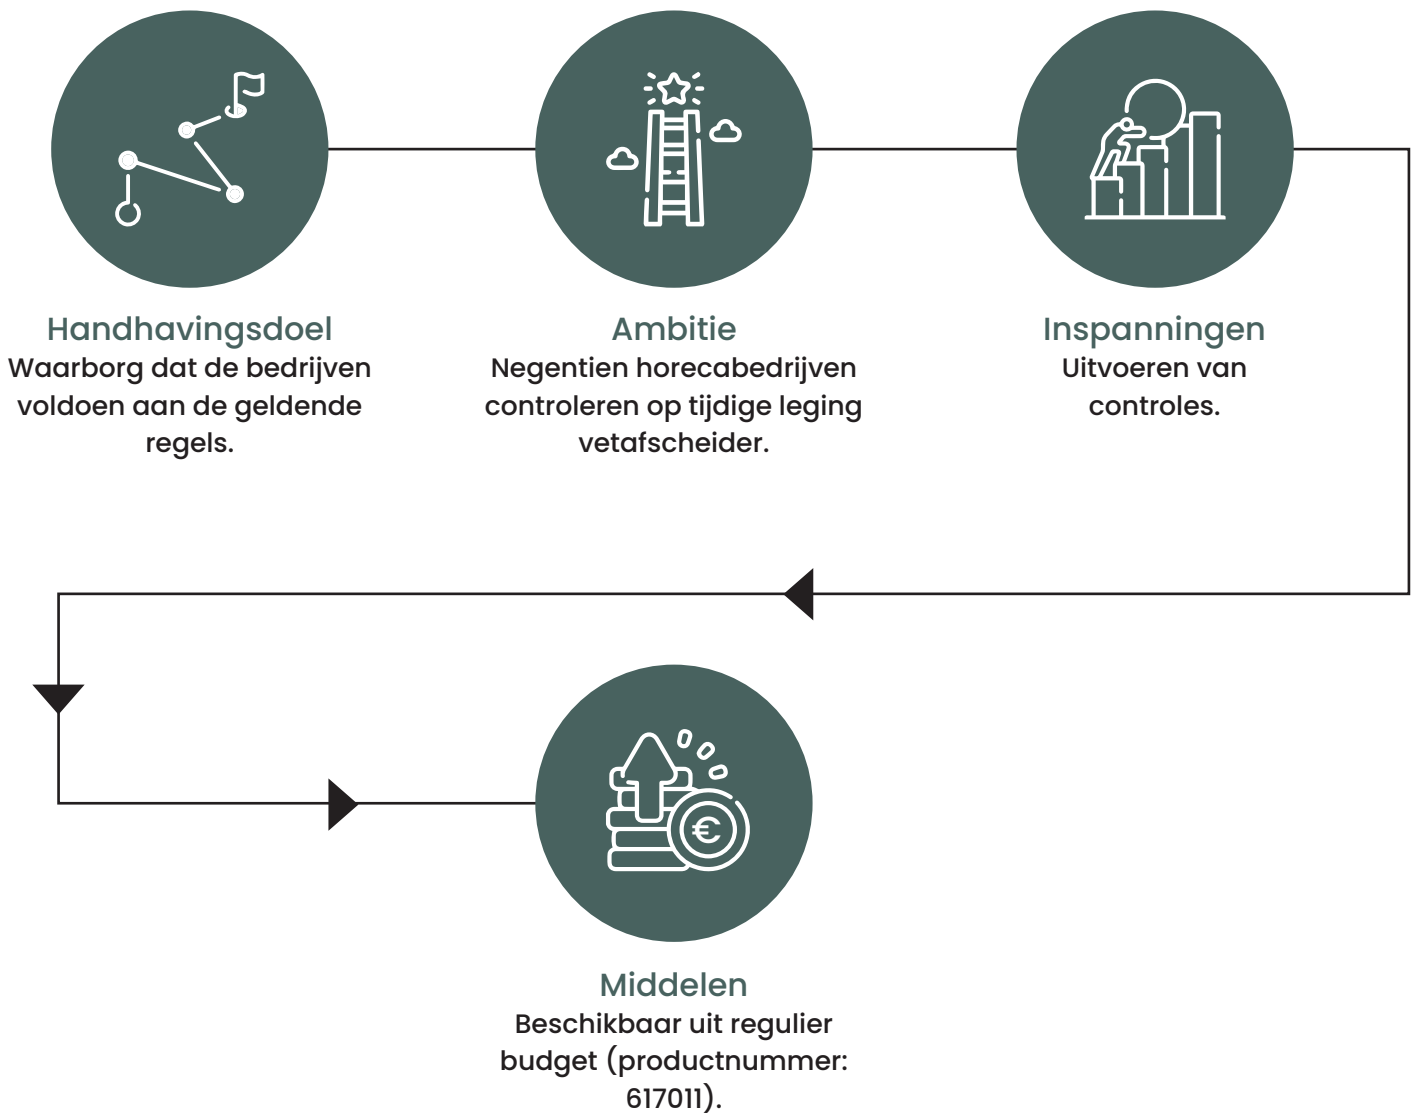 Handhavingsdoel
Waarborg dat de bedrijven
voldoen aan de geldende
regels.
Ambitie
Negentien horecabedrijven
controleren op tijdige leging
vetafscheider.
Inspanningen
Uitvoeren van
controles.
€
Middelen
Beschikbaar uit regulier
budget (productnummer:
617011).